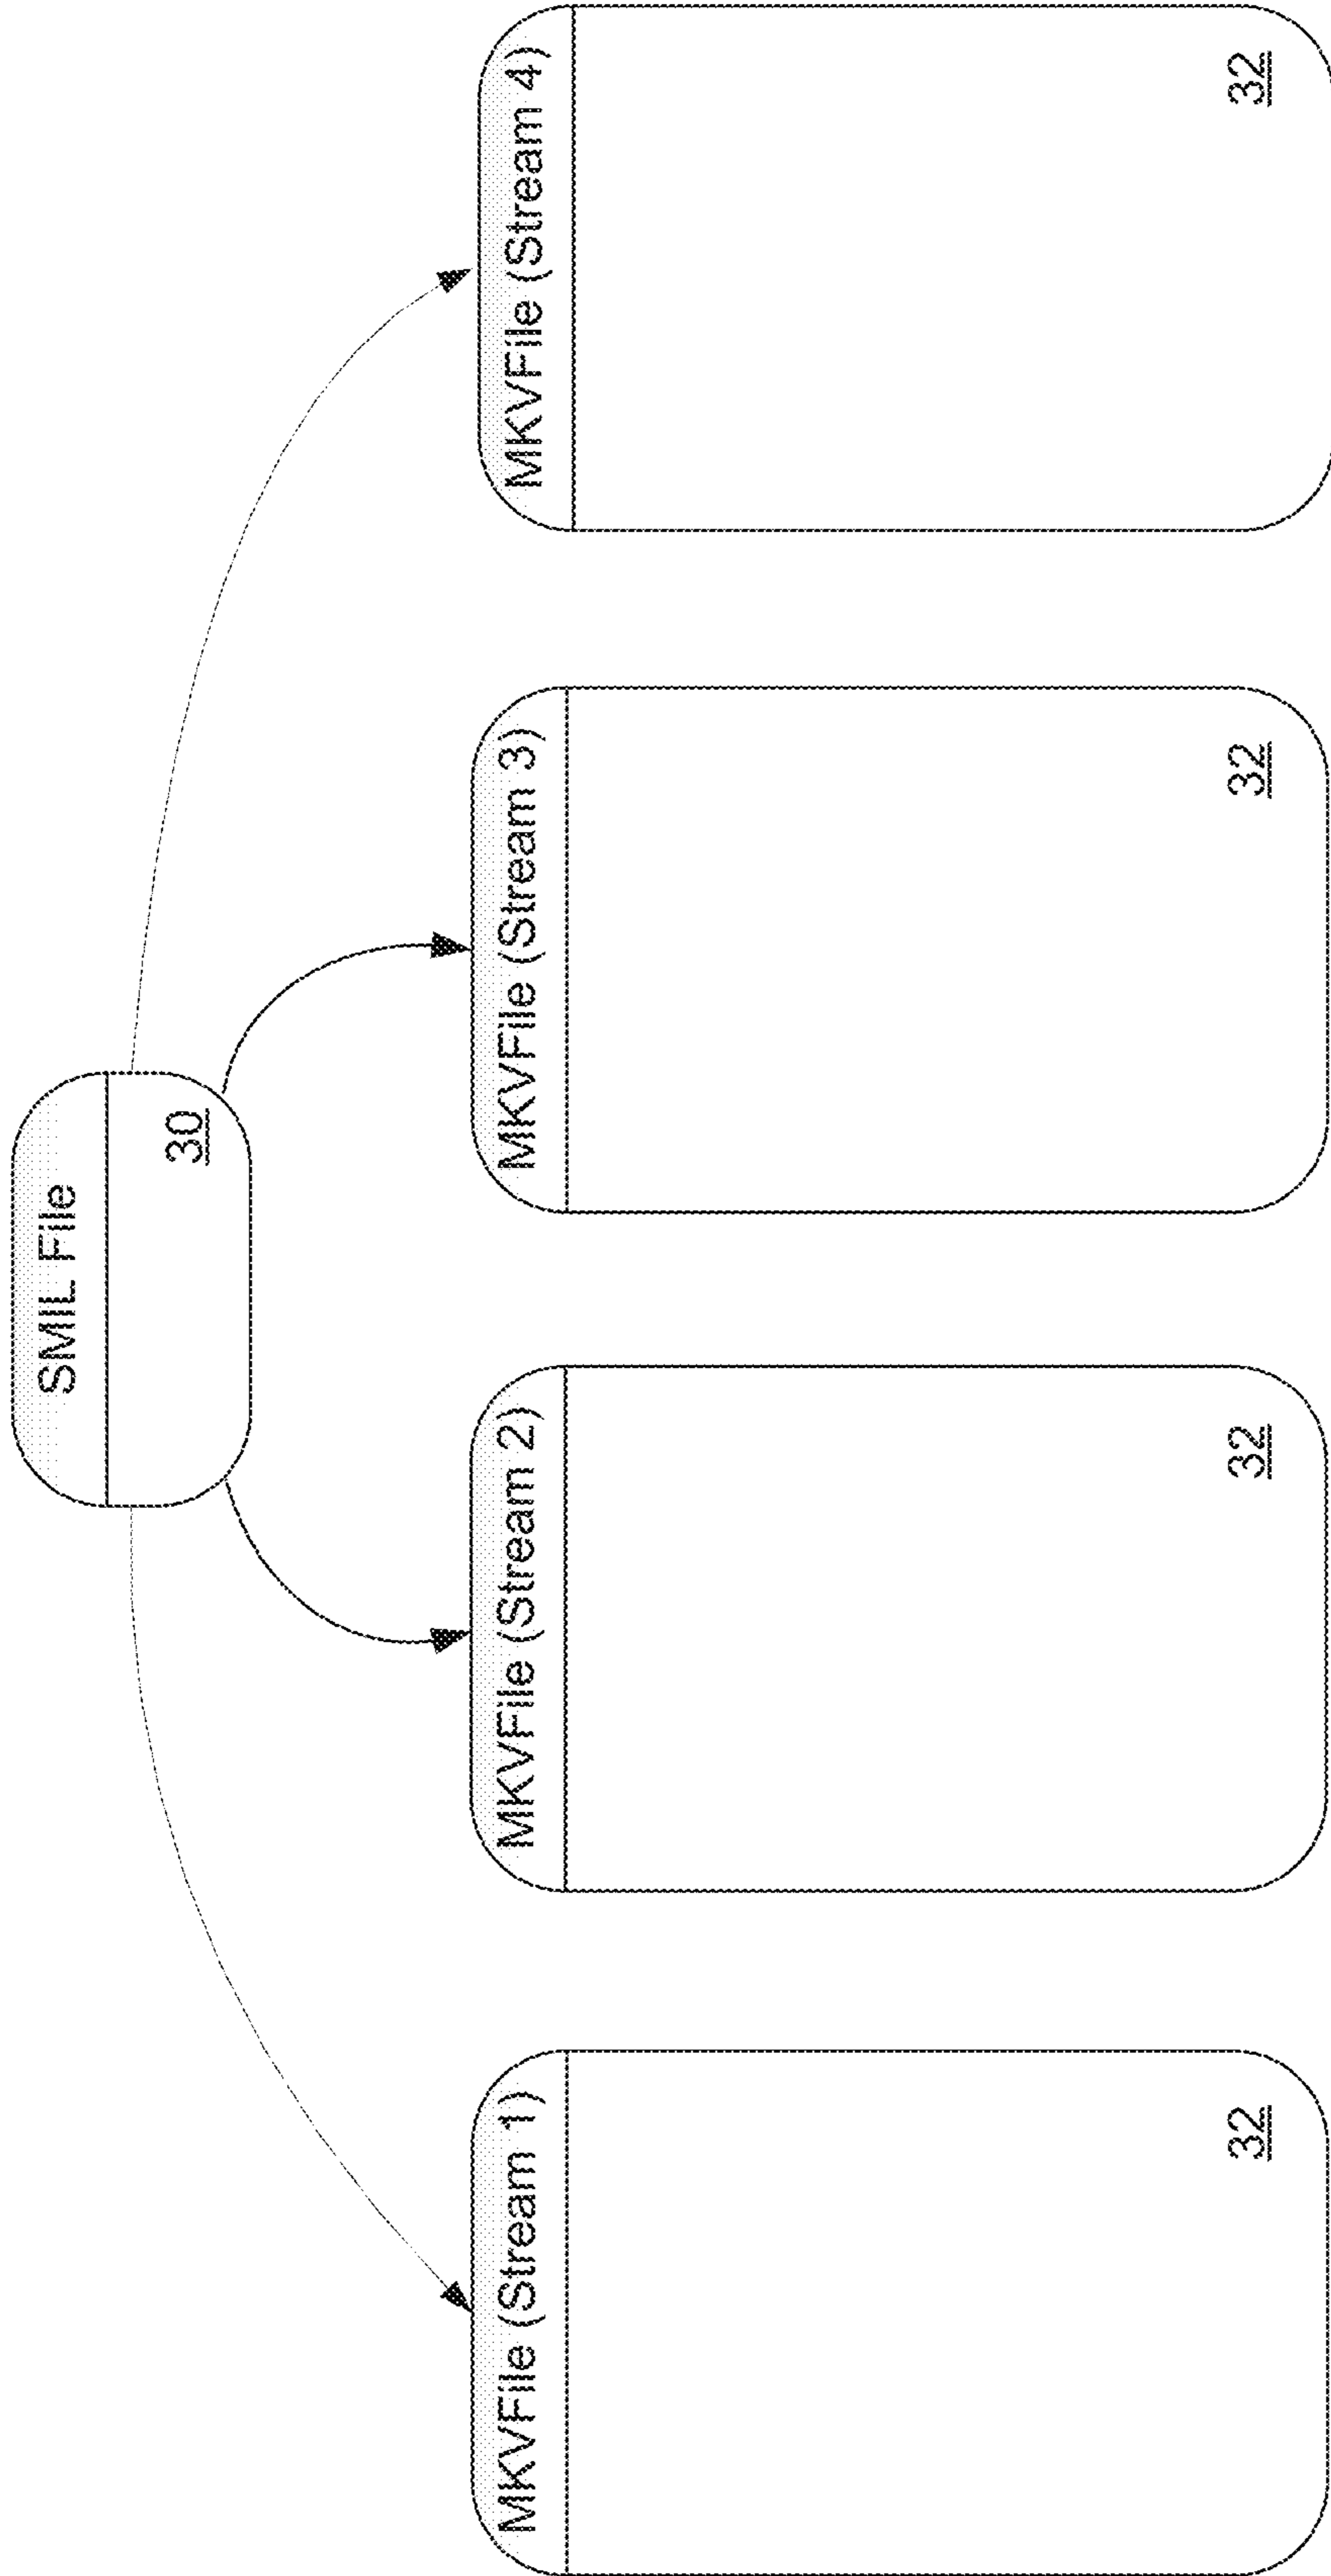 SMIL File
30
MKVFile (Stream 1)
32
MKVFile (Stream 2)
32
MKVFile (Stream 3)
32
MKVFile (Stream 4)
32